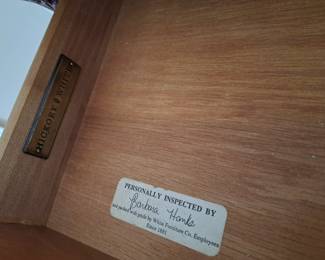 HICKORY WHITE
PERSONALLY INSPECTED BY
Barbara Hanks
and packed with pride by White Furniture Co. Employees
Since 1881